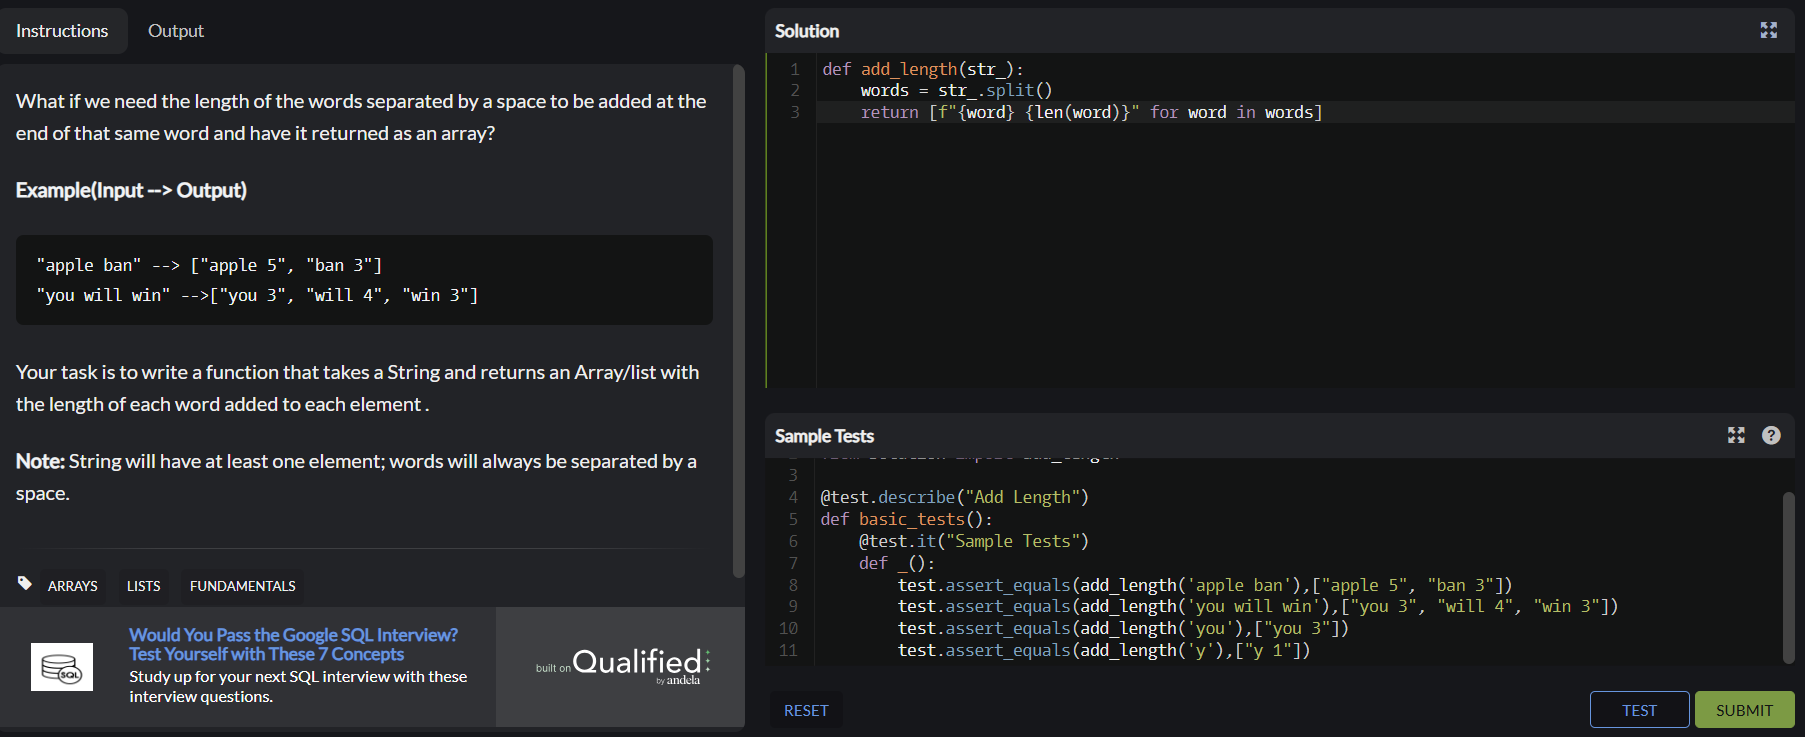 Instructions
Output
What if we need the length of the words separated by a space to be added at the
end of that same word and have it returned as an array?
Example(Input --> Output)
"apple ban" --> ["apple 5", "ban 3"]
"you will win" -->["you 3", "will 4", "win 3"]
Your task is to write a function that takes a String and returns an Array/list with
the length of each word added to each element .
Note: String will have at least one element; words will always be separated by a
space.
ARRAYS
LISTS
FUNDAMENTALS
SQL
Would You Pass the Google SQL Interview?
Test Yourself with These 7 Concepts
Study up for your next SQL interview with these
interview questions.
built on Qualified
by andela
Solution
1 def add_length(str_):
2     words = str_.split()
3     return [f"{word} {len(word)}" for word in words]
Sample Tests
?
3
4 @test.describe("Add Length")
5 def basic_tests():
6     @test.it("Sample Tests")
7     def _():
8         test.assert_equals(add_length('apple ban'),["apple 5", "ban 3"])
9         test.assert_equals(add_length('you will win'),["you 3", "will 4", "win 3"])
10         test.assert_equals(add_length('you'),["you 3"])
11         test.assert_equals(add_length('y'),["y 1"])
RESET
TEST
SUBMIT